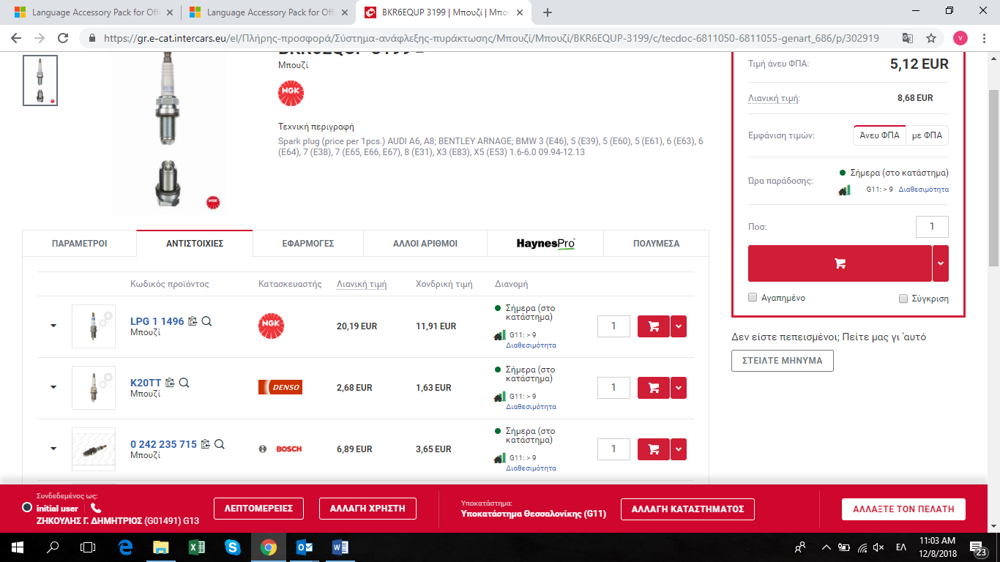 Language Accessory Pack for Offi
Language Accessory Pack for Offi
BKR6EQUP 3199 | Μπουζί | Μπου
https://gr.e-cat.intercars.eu/el/Πλήρης-προσφορά/Σύστημα-ανάφλεξης-πυράκτωσης/Μπουζί/Μπουζί/BKR6EQUP-3199/c/tecdoc-6811050-6811055-genart_686/p/302919
v
BKR6EQUP 3199
Μπουζί
NGK
Τεχνική περιγραφή
Spark plug (price per 1pcs.) AUDI A6, A8; BENTLEY ARNAGE; BMW 3 (E46), 5 (E39), 5 (E60), 5 (E61), 6 (E63), 6
(E64), 7 (E38), 7 (E65, E66, E67), 8 (E31), X3 (E83), X5 (E53) 1.6-6.0 09.94-12.13
Τιμή άνευ ΦΠΑ: 5,12 EUR
Λιανική τιμή: 8,68 EUR
Εμφάνιση τιμών: Άνευ ΦΠΑ με ΦΠΑ
Ώρα παράδοσης: Σήμερα (στο κατάστημα)
G11: > 9 Διαθεσιμότητα
Ποσ: 1
Αγαπημένο Σύγκριση
Δεν είστε πεπεισμένοι; Πείτε μας γι 'αυτό
ΣΤΕΙΛΤΕ ΜΗΝΥΜΑ
ΠΑΡΑΜΕΤΡΟΙ ΑΝΤΙΣΤΟΙΧΙΕΣ ΕΦΑΡΜΟΓΕΣ ΑΛΛΟΙ ΑΡΙΘΜΟΙ HaynesPro ΠΟΛΥΜΕΣΑ
Κωδικός προϊόντος Κατασκευαστής Λιανική τιμή Χονδρική τιμή Διανομή
LPG 1 1496
Μπουζί
NGK
20,19 EUR 11,91 EUR
Σήμερα (στο
κατάστημα)
G11: > 9
Διαθεσιμότητα
1
K20TT
Μπουζί
DENSO
2,68 EUR 1,63 EUR
Σήμερα (στο
κατάστημα)
G11: > 9
Διαθεσιμότητα
1
0 242 235 715
Μπουζί
BOSCH
6,89 EUR 3,65 EUR
Σήμερα (στο
κατάστημα)
G11: > 9
Διαθεσιμότητα
1
Συνδεδεμένος ως:
initial user
ΖΗΚΟΥΛΗΣ Γ. ΔΗΜΗΤΡΙΟΣ (G01491) G13
ΛΕΠΤΟΜΕΡΕΙΕΣ
ΑΛΛΑΓΗ ΧΡΗΣΤΗ
Υποκατάστημα:
Υποκατάστημα Θεσσαλονίκης (G11)
ΑΛΛΑΓΗ ΚΑΤΑΣΤΗΜΑΤΟΣ
ΑΛΛΑΞΤΕ ΤΟΝ ΠΕΛΑΤΗ
ΕΛ
11:03 AM
12/8/2018
23